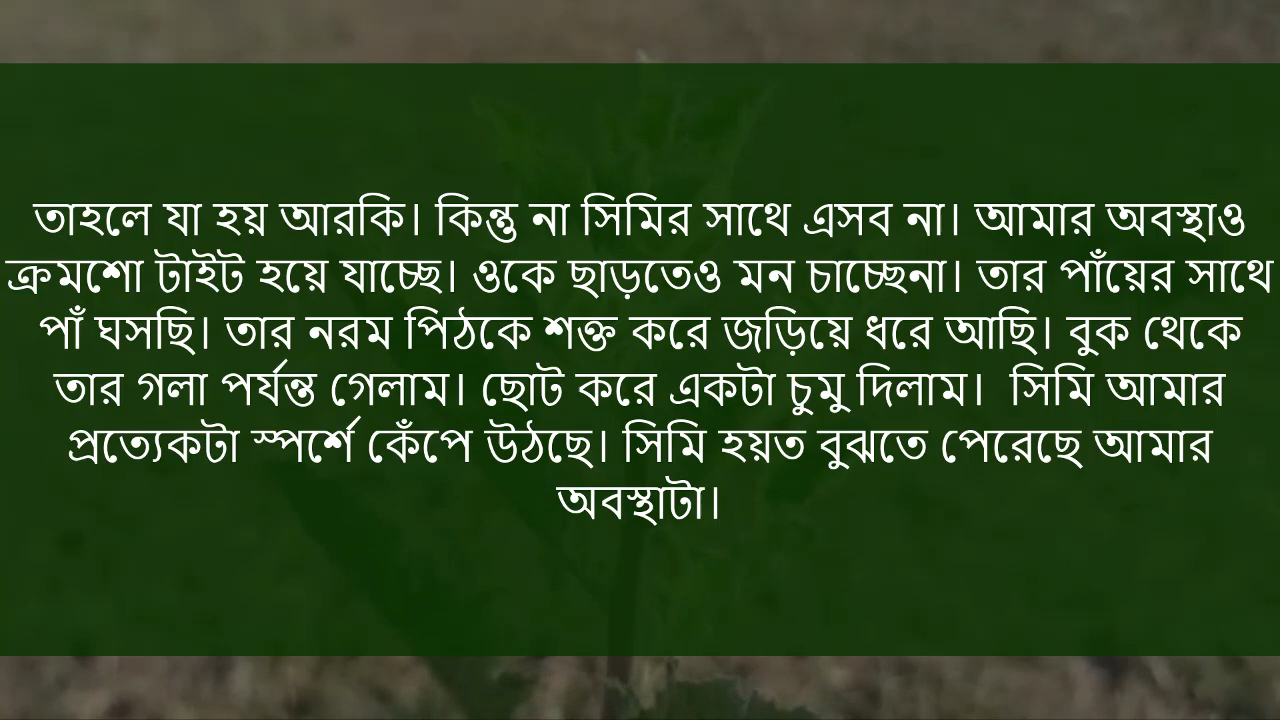 তাহলে যা হয় আরকি। কিন্তু না সিমির সাথে এসব না। আমার অবস্থাও
ক্রমশো টাইট হয়ে যাচ্ছে। ওকে ছাড়তেও মন চাচ্ছেনা। তার পাঁয়ের সাথে
পাঁ ঘসছি। তার নরম পিঠকে শক্ত করে জড়িয়ে ধরে আছি। বুক থেকে
তার গলা পর্যন্ত গেলাম। ছোট করে একটা চুমু দিলাম।  সিমি আমার
প্রত্যেকটা স্পর্শে কেঁপে উঠছে। সিমি হয়ত বুঝতে পেরেছে আমার
অবস্থাটা।